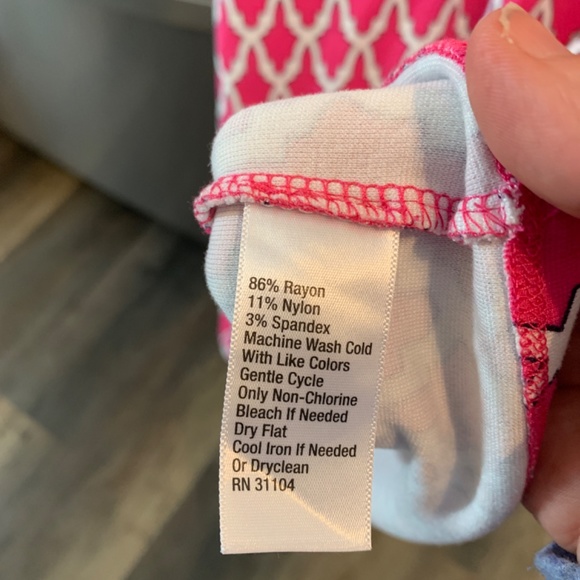 86% Rayon
11% Nylon
3% Spandex
Machine Wash Cold
With Like Colors
Gentle Cycle
Only Non-Chlorine
Bleach If Needed
Dry Flat
Cool Iron If Needed
Or Dryclean
RN 31104